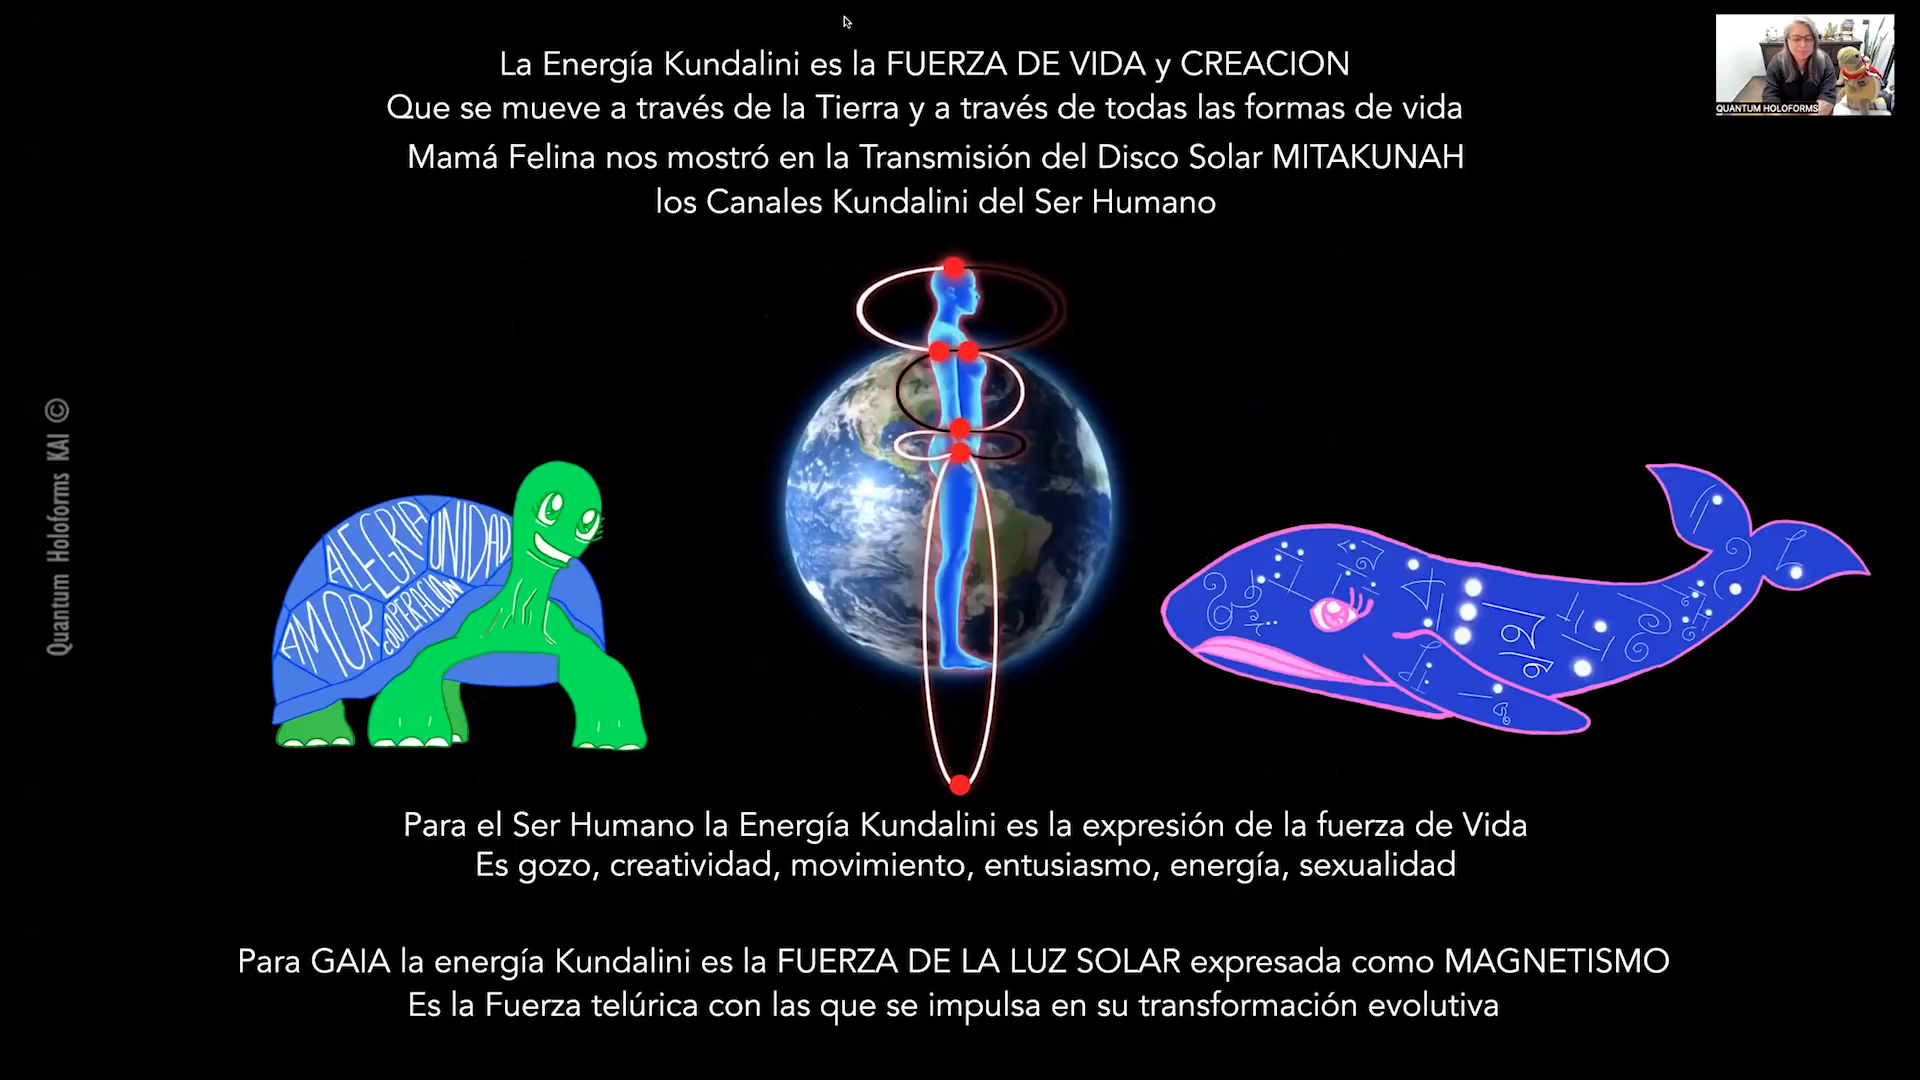 La Energía Kundalini es la FUERZA DE VIDA y CREACION
Que se mueve a través de la Tierra y a través de todas las formas de vida
Mamá Felina nos mostró en la Transmisión del Disco Solar MITAKUNAH
los Canales Kundalini del Ser Humano
QUANTUM HOLOFORMS
Quantum Holoforms KAI ©
ALEGRIA
UNIDAD
AMOR
COOPERACION
Para el Ser Humano la Energía Kundalini es la expresión de la fuerza de Vida
Es gozo, creatividad, movimiento, entusiasmo, energía, sexualidad
Para GAIA la energía Kundalini es la FUERZA DE LA LUZ SOLAR expresada como MAGNETISMO
Es la Fuerza telúrica con las que se impulsa en su transformación evolutiva